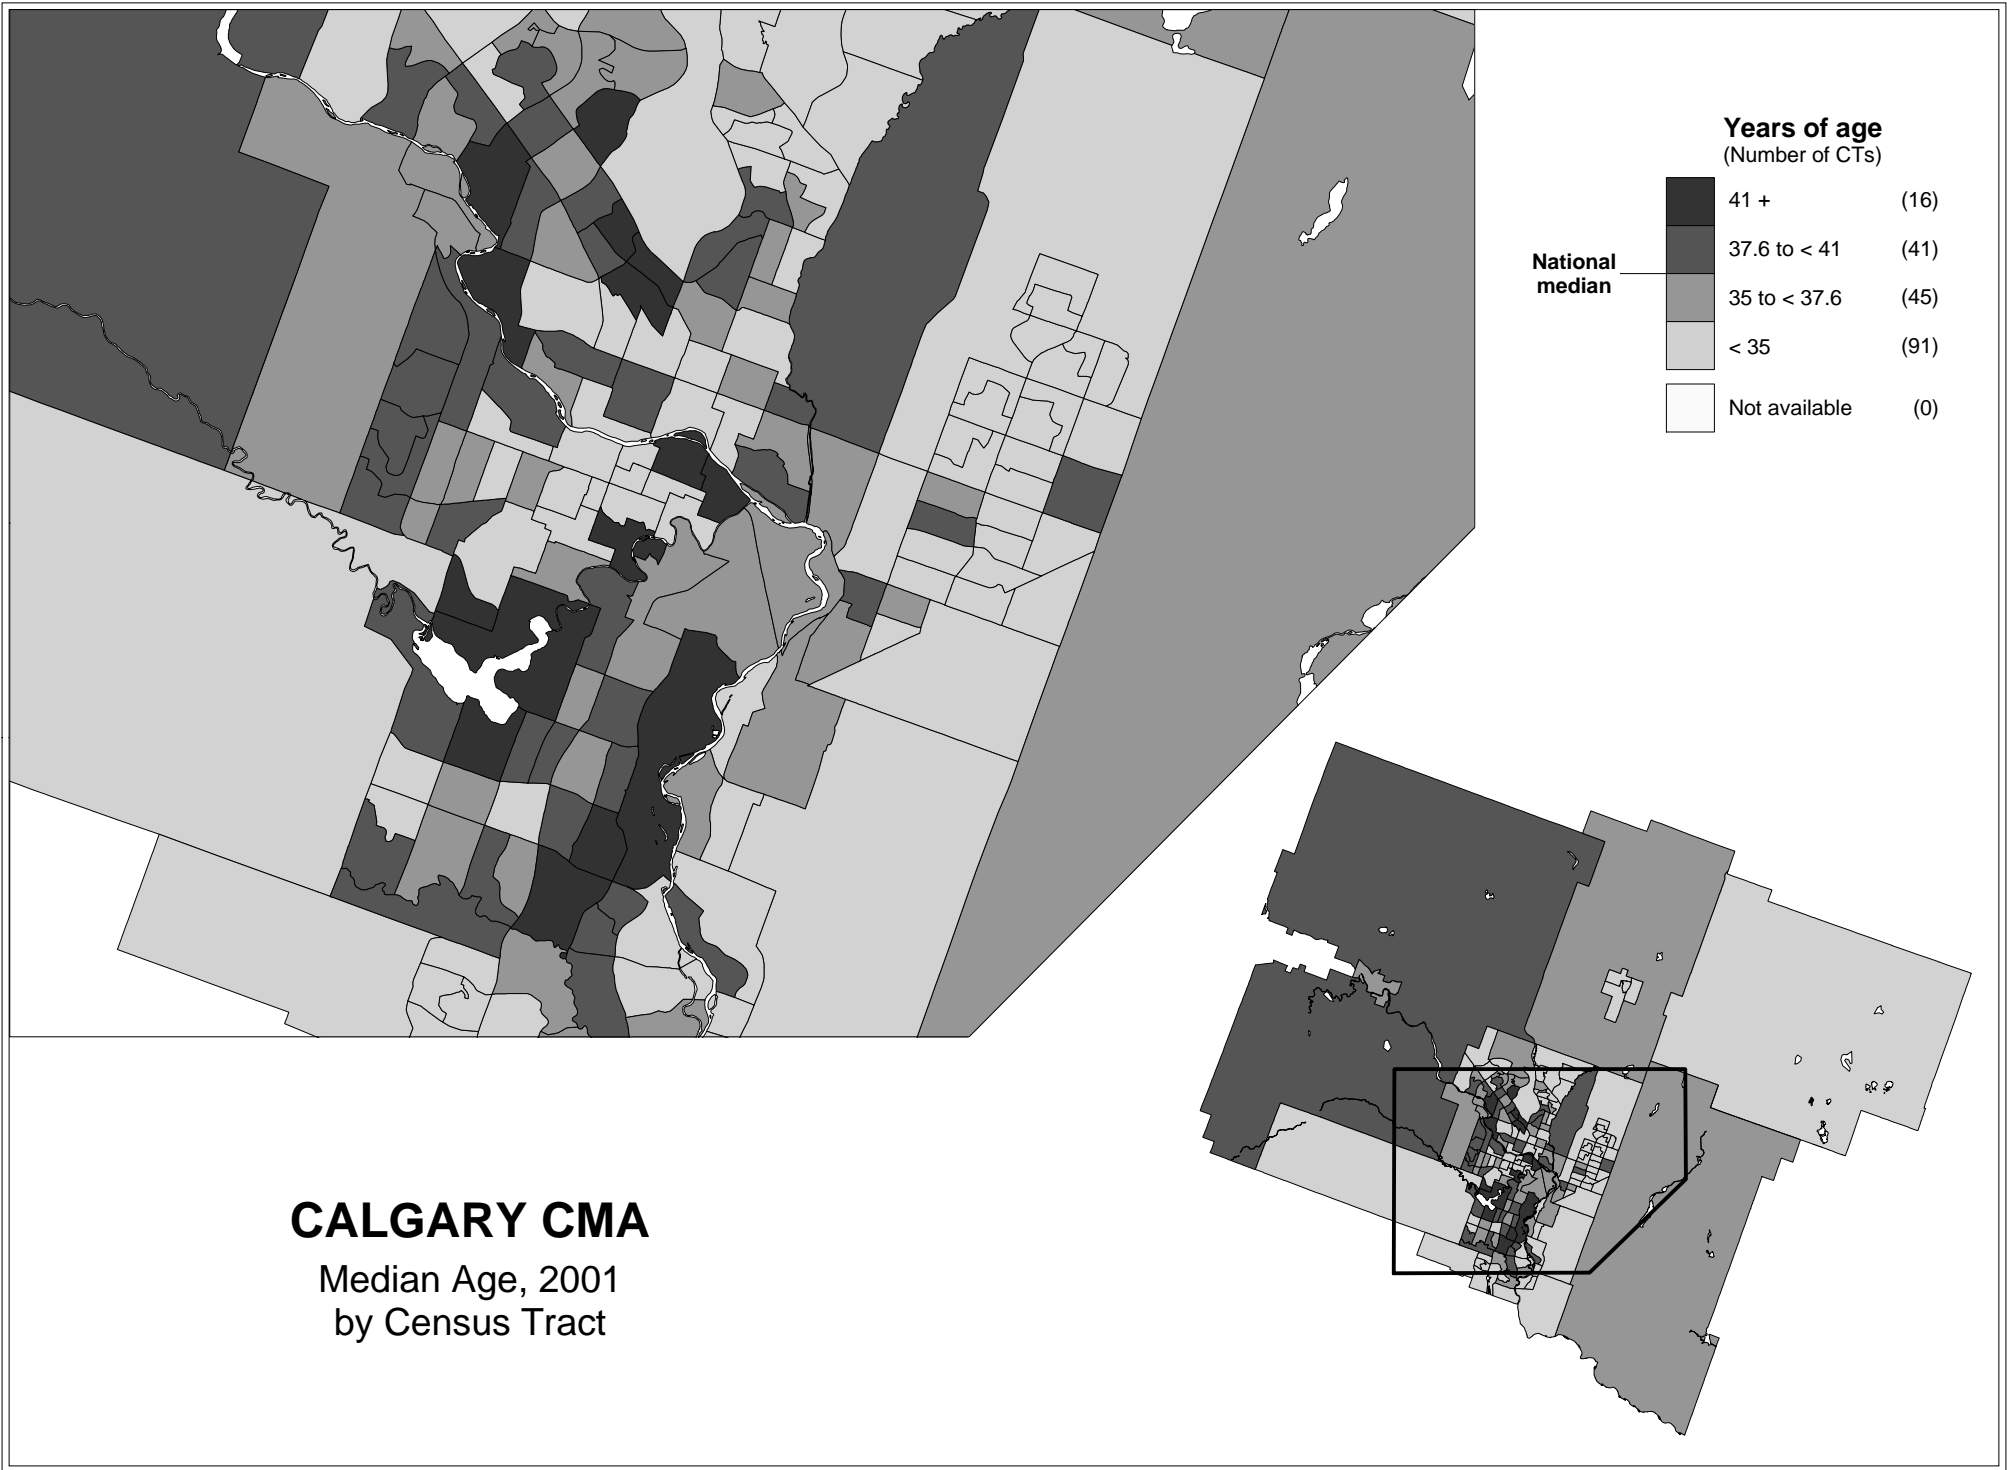 Years of age
(Number of CTs)
41 + (16)
37.6 to < 41 (41)
National
median
35 to < 37.6 (45)
< 35 (91)
Not available (0)
CALGARY CMA
Median Age, 2001
by Census Tract